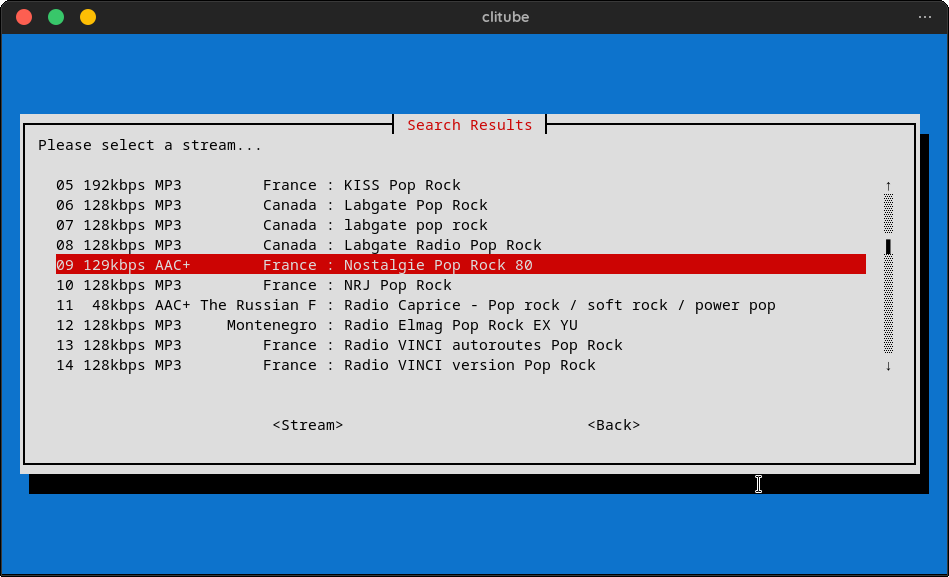 clitube
Search Results
Please select a stream...
05 192kbps MP3         France : KISS Pop Rock
06 128kbps MP3         Canada : Labgate Pop Rock
07 128kbps MP3         Canada : labgate pop rock
08 128kbps MP3         Canada : Labgate Radio Pop Rock
09 129kbps AAC+        France : Nostalgie Pop Rock 80
10 128kbps MP3         France : NRJ Pop Rock
11  48kbps AAC+ The Russian F : Radio Caprice - Pop rock / soft rock / power pop
12 128kbps MP3     Montenegro : Radio Elmag Pop Rock EX YU
13 128kbps MP3         France : Radio VINCI autoroutes Pop Rock
14 128kbps MP3         France : Radio VINCI version Pop Rock
<Stream> <Back>